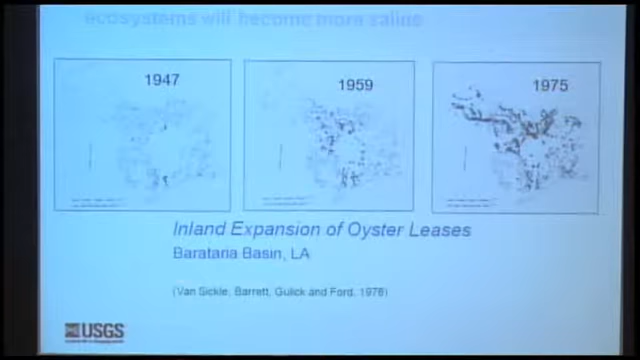 ecosystems will become more saline
1947
1959
1975
Inland Expansion of Oyster Leases
Barataria Basin, LA
(Van Sickle, Barrett, Gulick and Ford, 1976)
USGS